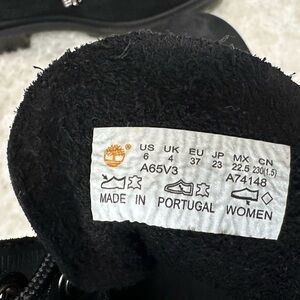 US UK EU JP MX CN
6 4 37 23 22.5 230(1.5)
A65V3 A74148
MADE IN PORTUGAL WOMEN